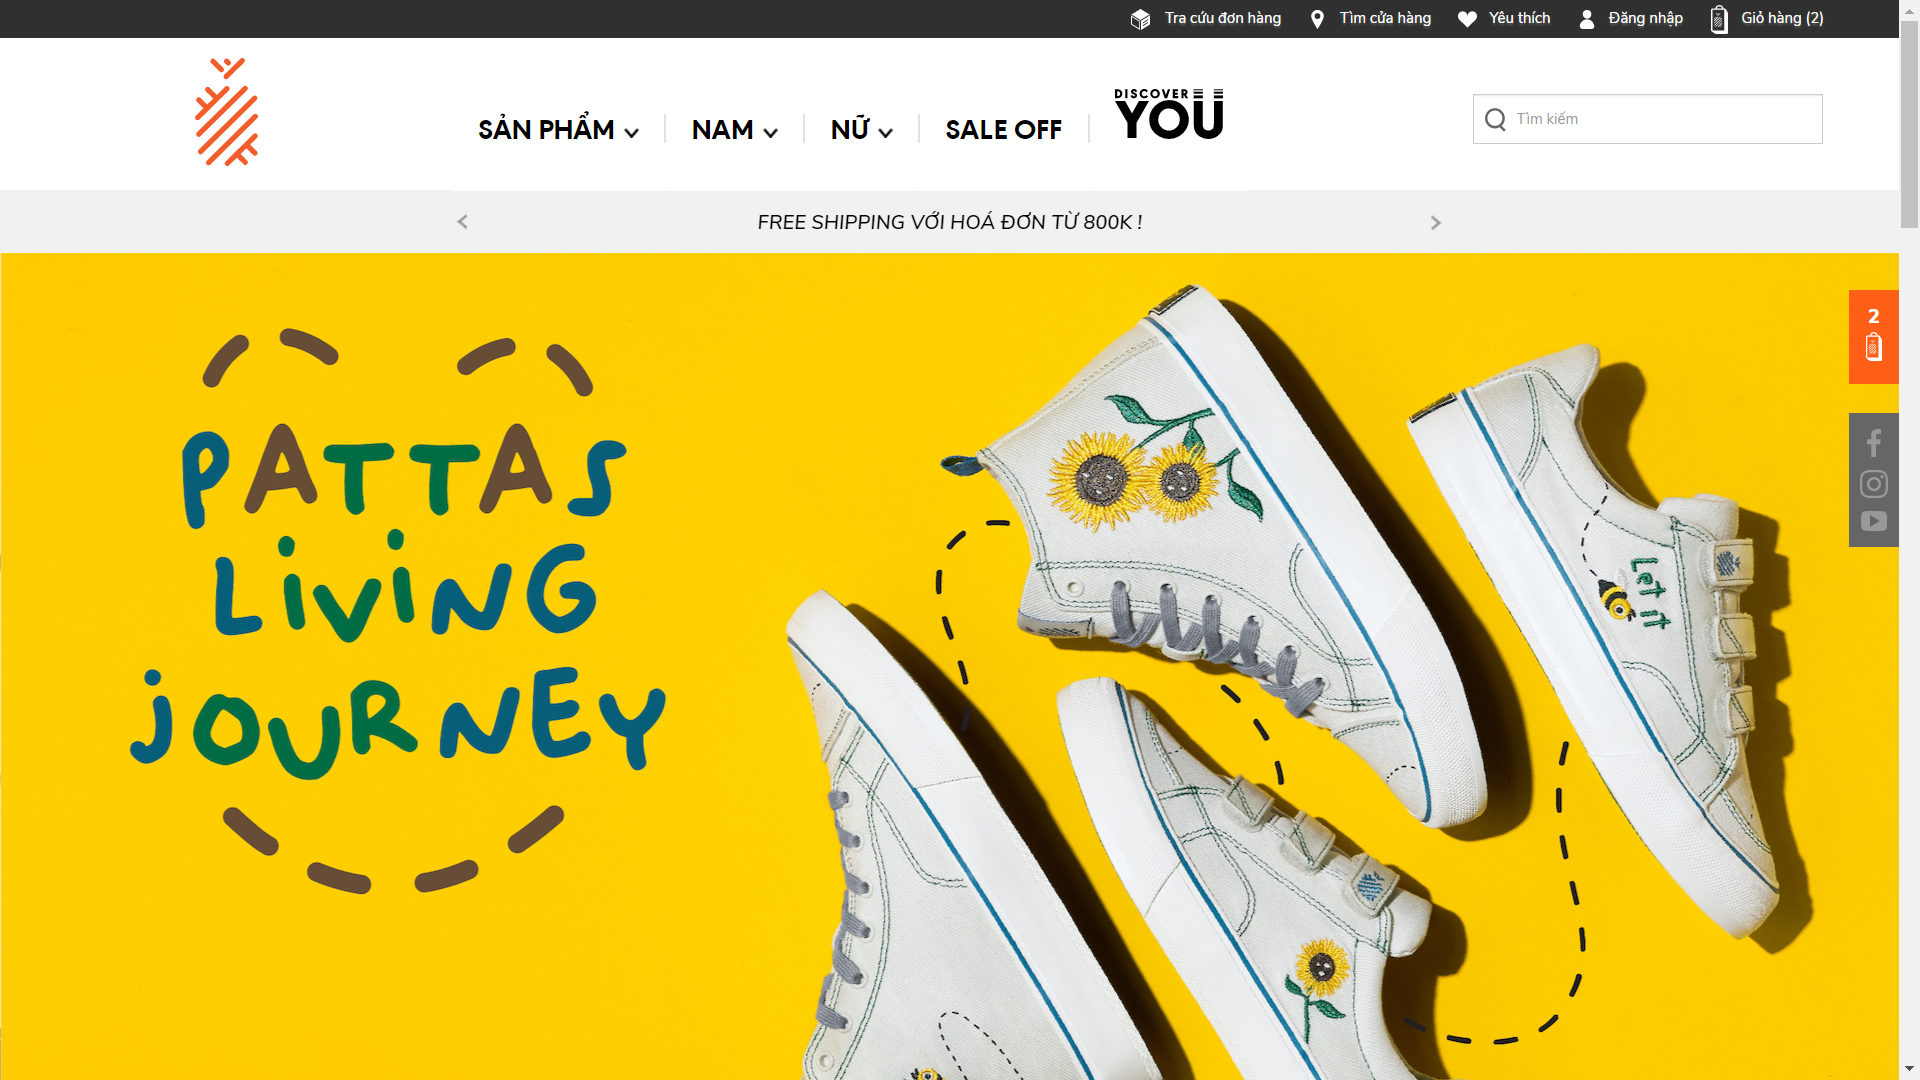 Tra cứu đơn hàng
Tìm cửa hàng
Yêu thích
Đăng nhập
Giỏ hàng (2)
SẢN PHẨM
NAM
NỮ
SALE OFF
DISCOVER
YOU
Tìm kiếm
FREE SHIPPING VỚI HOÁ ĐƠN TỪ 800K !
2
PATTAS
LiViNG
jOURNEY
Let it